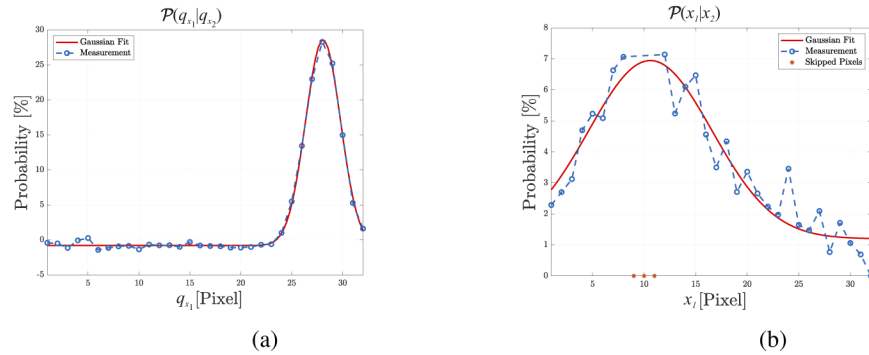 𝒫(q_{x_1}|q_{x_2})
Gaussian Fit
Measurement
Probability [%]
30
25
20
15
10
5
0
-5
5 10 15 20 25 30
q_{x_1} [Pixel]
(a)
𝒫(x_1|x_2)
Gaussian Fit
Measurement
Skipped Pixels
Probability [%]
8
7
6
5
4
3
2
1
0
5 10 15 20 25 30
x_1 [Pixel]
(b)